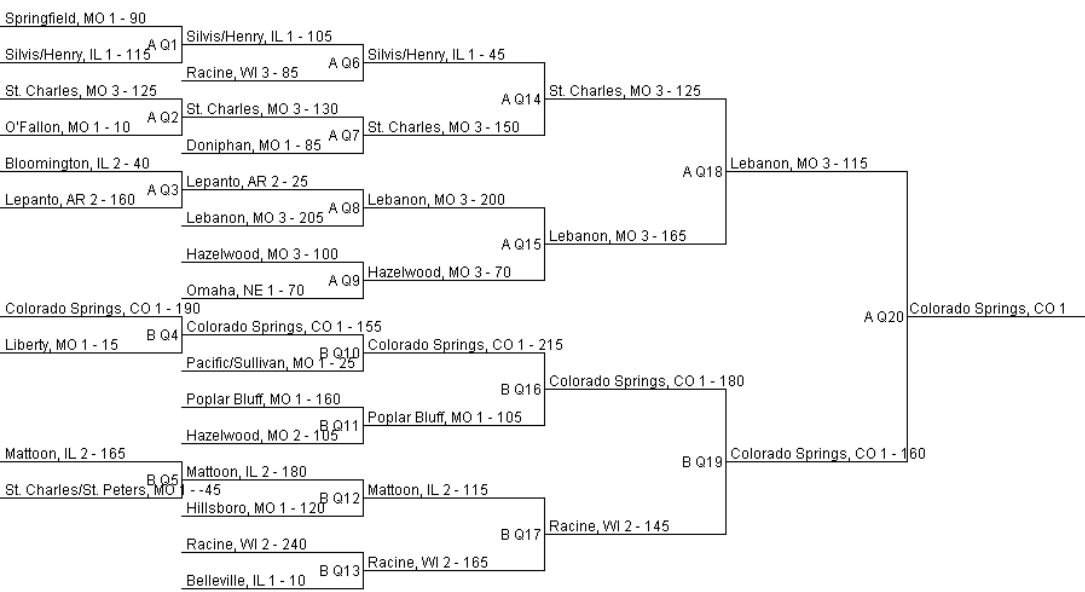 Springfield, MO 1 - 90
A Q1
Silvis/Henry, IL 1 - 115
Silvis/Henry, IL 1 - 105
A Q6
Racine, WI 3 - 85
Silvis/Henry, IL 1 - 45
St. Charles, MO 3 - 125
A Q2
O'Fallon, MO 1 - 10
St. Charles, MO 3 - 130
A Q7
Doniphan, MO 1 - 85
St. Charles, MO 3 - 150
A Q14
St. Charles, MO 3 - 125
Bloomington, IL 2 - 40
A Q3
Lepanto, AR 2 - 160
Lepanto, AR 2 - 25
A Q8
Lebanon, MO 3 - 205
Lebanon, MO 3 - 200
A Q15
Lebanon, MO 3 - 165
Hazelwood, MO 3 - 100
A Q9
Omaha, NE 1 - 70
Hazelwood, MO 3 - 70
A Q18
Lebanon, MO 3 - 115
Colorado Springs, CO 1 - 190
B Q4
Liberty, MO 1 - 15
Colorado Springs, CO 1 - 155
B Q10
Pacific/Sullivan, MO 1 - 25
Colorado Springs, CO 1 - 215
B Q16
Colorado Springs, CO 1 - 180
Poplar Bluff, MO 1 - 160
B Q11
Hazelwood, MO 2 - 105
Poplar Bluff, MO 1 - 105
Mattoon, IL 2 - 165
B Q5
St. Charles/St. Peters, MO 1 - -45
Mattoon, IL 2 - 180
B Q12
Hillsboro, MO 1 - 120
Mattoon, IL 2 - 115
B Q17
Racine, WI 2 - 145
Racine, WI 2 - 240
B Q13
Belleville, IL 1 - 10
Racine, WI 2 - 165
B Q19
Colorado Springs, CO 1 - 160
A Q20
Colorado Springs, CO 1